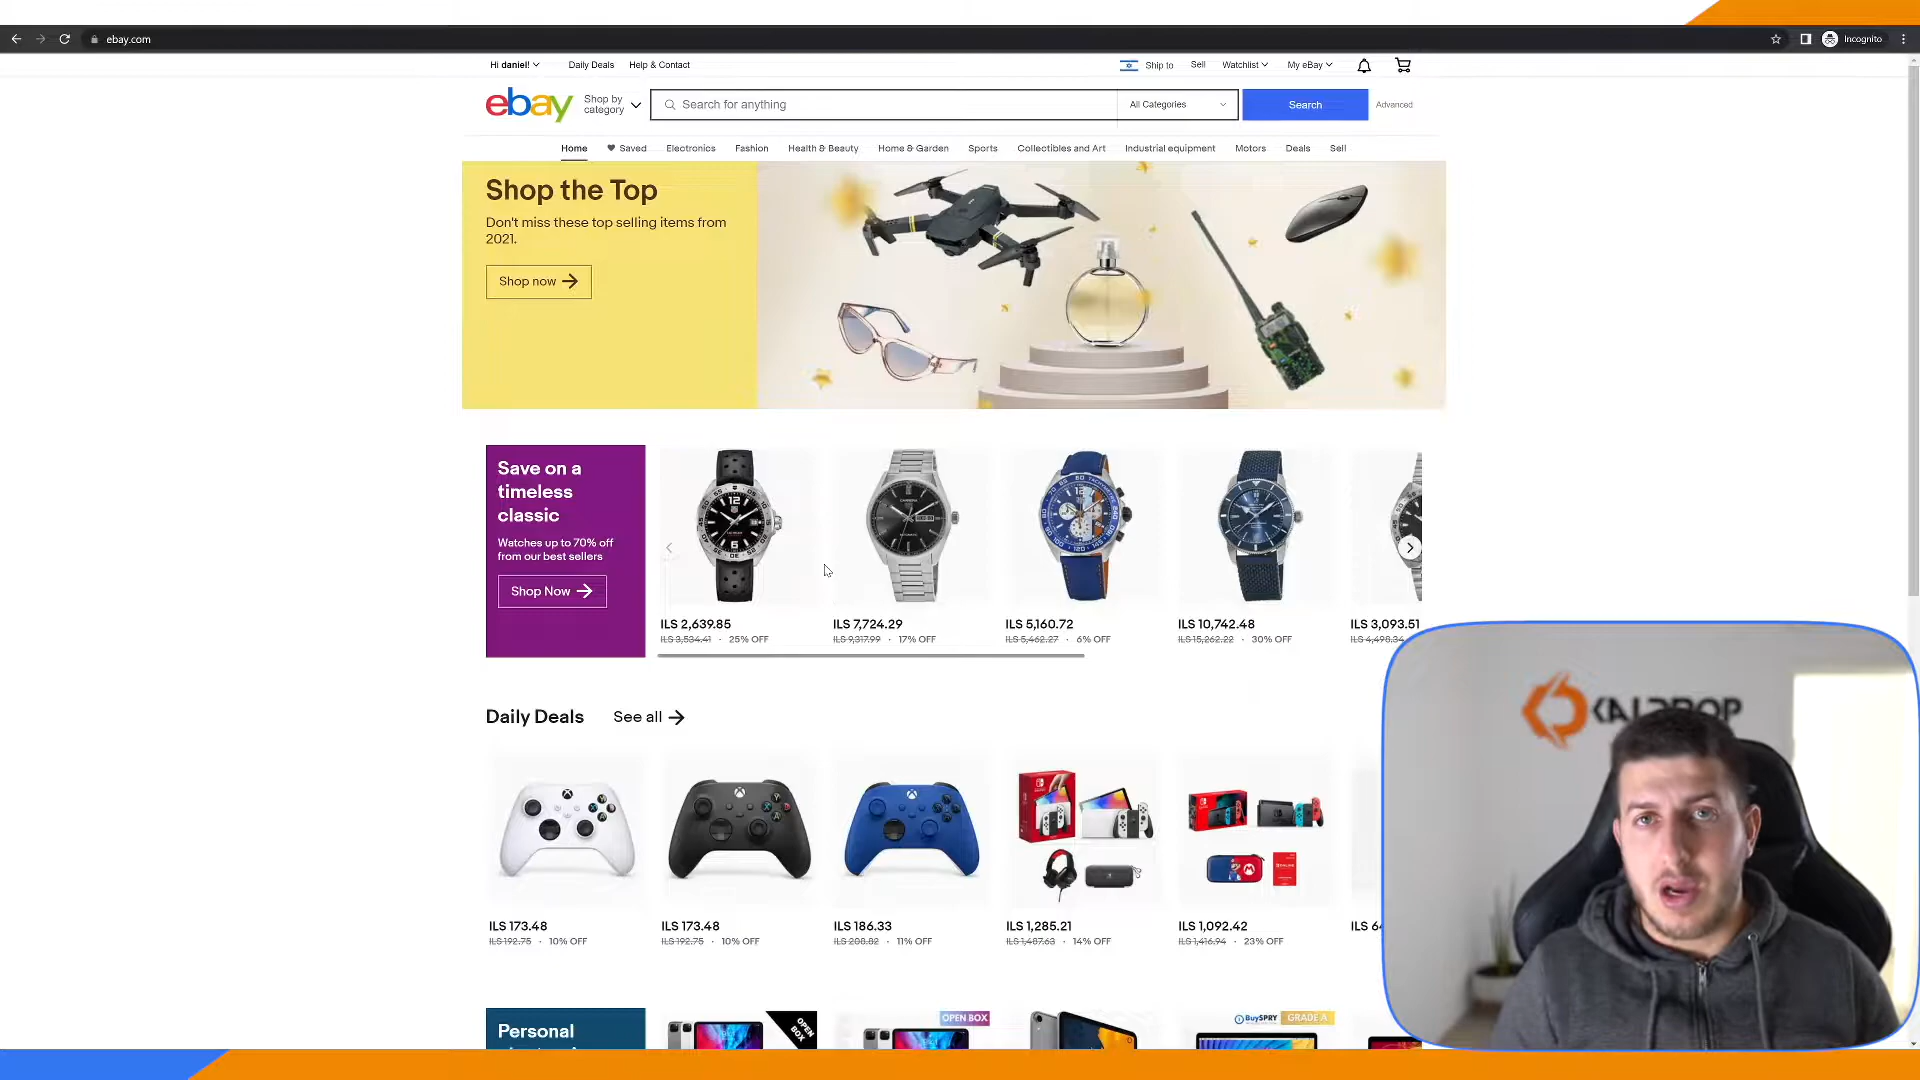 ebay.com
Incognito
Hi daniel!
Daily Deals
Help & Contact
Ship to
Sell
Watchlist
My eBay
ebay
Shop by
category
Search for anything
All Categories
Search
Advanced
Home
Saved
Electronics
Fashion
Health & Beauty
Home & Garden
Sports
Collectibles and Art
Industrial equipment
Motors
Deals
Sell
Shop the Top
Don't miss these top selling items from
2021.
Shop now
Save on a
timeless
classic
Watches up to 70% off
from our best sellers
Shop Now
ILS 2,639.85
ILS 3,534.41 · 25% OFF
ILS 7,724.29
ILS 9,317.99 · 17% OFF
ILS 5,160.72
ILS 5,462.27 · 6% OFF
ILS 10,742.48
ILS 15,262.22 · 30% OFF
ILS 3,093.51
ILS 4,498.34
Daily Deals
See all
ILS 173.48
ILS 192.75 · 10% OFF
ILS 173.48
ILS 192.75 · 10% OFF
ILS 186.33
ILS 208.82 · 11% OFF
ILS 1,285.21
ILS 1,487.63 · 14% OFF
ILS 1,092.42
ILS 1,416.94 · 23% OFF
ILS 6
Personal
OPEN
BOX
OPEN BOX
BuySPRY
GRADE A